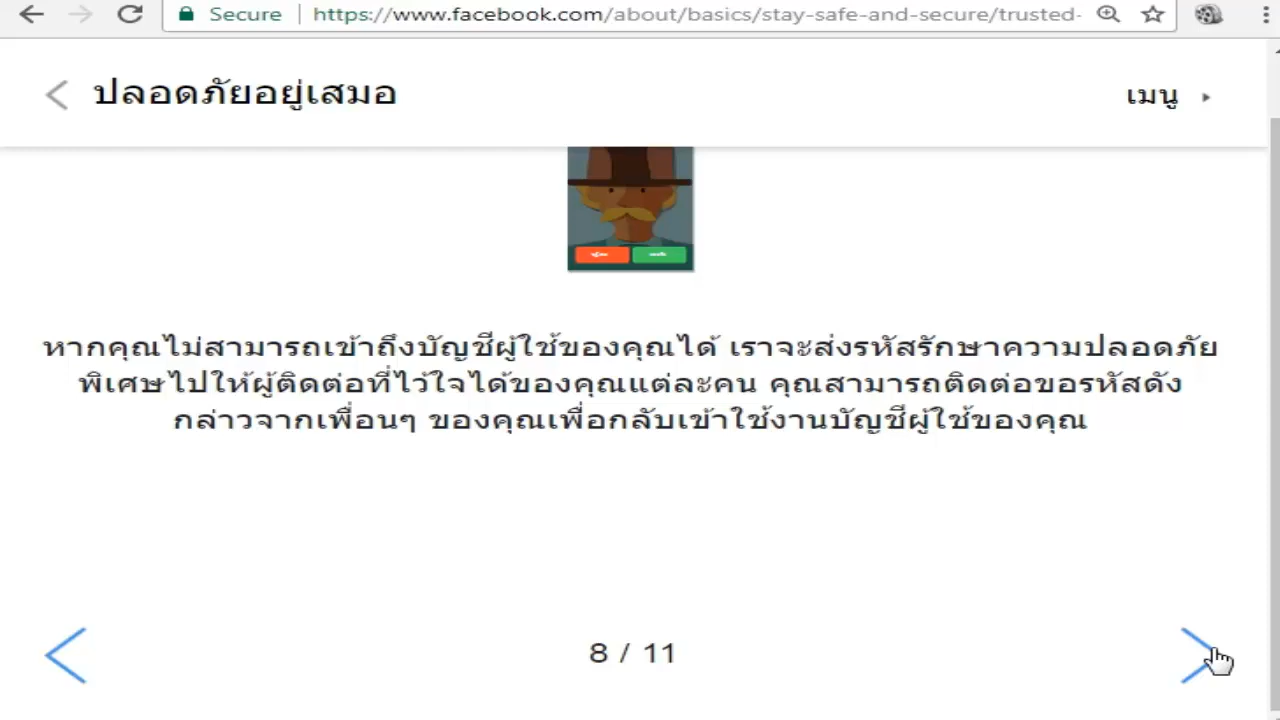 Secure
https://www.facebook.com/about/basics/stay-safe-and-secure/trusted-
ปลอดภัยอยู่เสมอ
เมนู
หากคุณไม่สามารถเข้าถึงบัญชีผู้ใช้ของคุณได้ เราจะส่งรหัสรักษาความปลอดภัย
พิเศษไปให้ผู้ติดต่อที่ไว้ใจได้ของคุณแต่ละคน คุณสามารถติดต่อขอรหัสดัง
กล่าวจากเพื่อนๆ ของคุณเพื่อกลับเข้าใช้งานบัญชีผู้ใช้ของคุณ
8 / 11